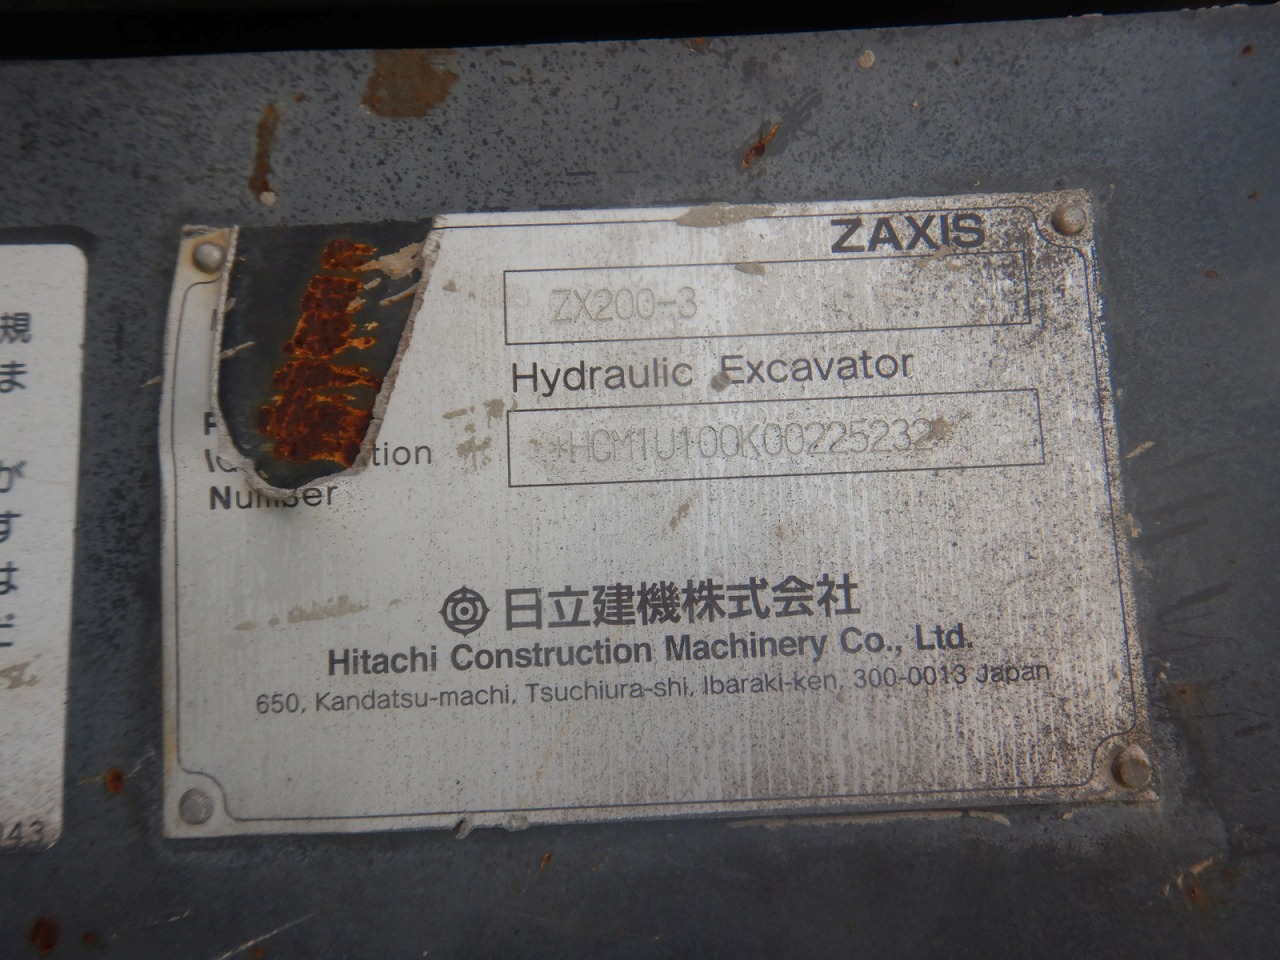 ZAXIS
ZX200-3
Hydraulic Excavator
*HCM1U100K00225232
Number
日立建機株式会社
Hitachi Construction Machinery Co., Ltd.
650, Kandatsu-machi, Tsuchiura-shi, Ibaraki-ken, 300-0013 Japan
規
ま
が
す
は